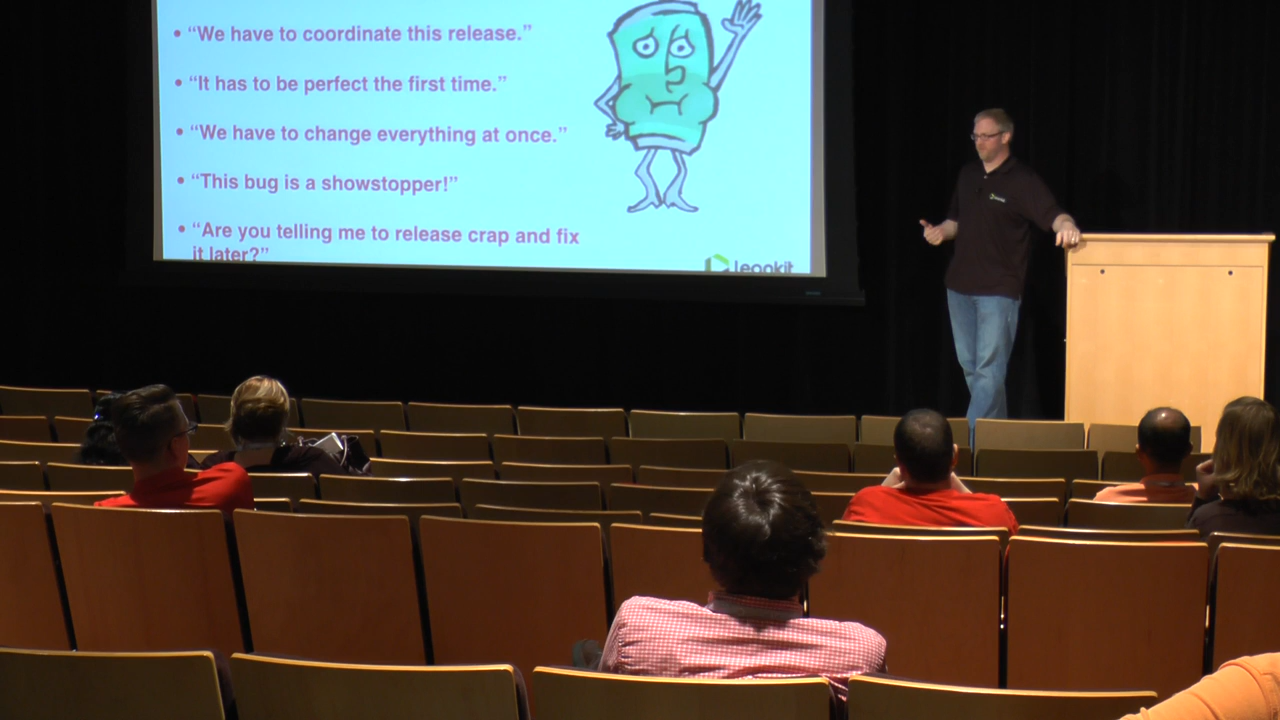 • “We have to coordinate this release.”
• “It has to be perfect the first time.”
• “We have to change everything at once.”
• “This bug is a showstopper!”
• “Are you telling me to release crap and fix
it later?”
leankit